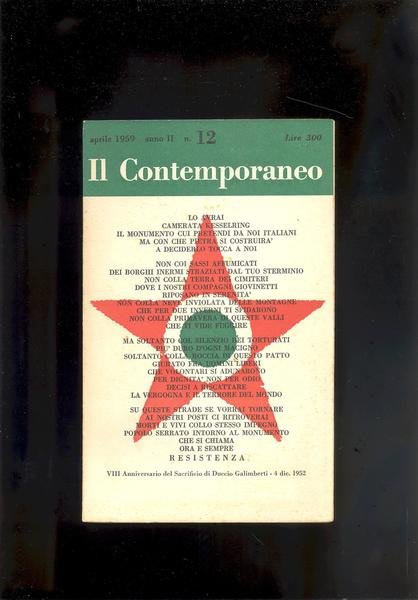 aprile 1959 anno II n. 12 Lire 300
Il Contemporaneo
LO AVRAI
CAMERATA KESSELRING
IL MONUMENTO CUI PRETENDI DA NOI ITALIANI
MA CON CHE PIETRA SI COSTRUIRA'
A DECIDERLO TOCCA A NOI
NON COI SASSI AFFUMICATI
DEI BORGHI INERMI STRAZIATI DAL TUO STERMINIO
NON COLLA TERRA DEI CIMITERI
DOVE I NOSTRI COMPAGNI GIOVINETTI
RIPOSANO IN SERENITA'
NON COLLA NEVE INVIOLATA DELLE MONTAGNE
CHE PER DUE INVERNI TI SFIDARONO
NON COLLA PRIMAVERA DI QUESTE VALLI
CHE TI VIDE FUGGIRE
MA SOLTANTO COL SILENZIO DEI TORTURATI
PIU' DURO D'OGNI MACIGNO
SOLTANTO COLLA ROCCIA DI QUESTO PATTO
GIURATO FRA UOMINI LIBERI
CHE VOLONTARI SI ADUNARONO
PER DIGNITA' NON PER ODIO
DECISI A RISCATTARE
LA VERGOGNA E IL TERRORE DEL MONDO
SU QUESTE STRADE SE VORRAI TORNARE
AI NOSTRI POSTI CI RITROVERAI
MORTI E VIVI COLLO STESSO IMPEGNO
POPOLO SERRATO INTORNO AL MONUMENTO
CHE SI CHIAMA
ORA E SEMPRE
RESISTENZA
VIII Anniversario del Sacrificio di Duccio Galimberti - 4 dic. 1952